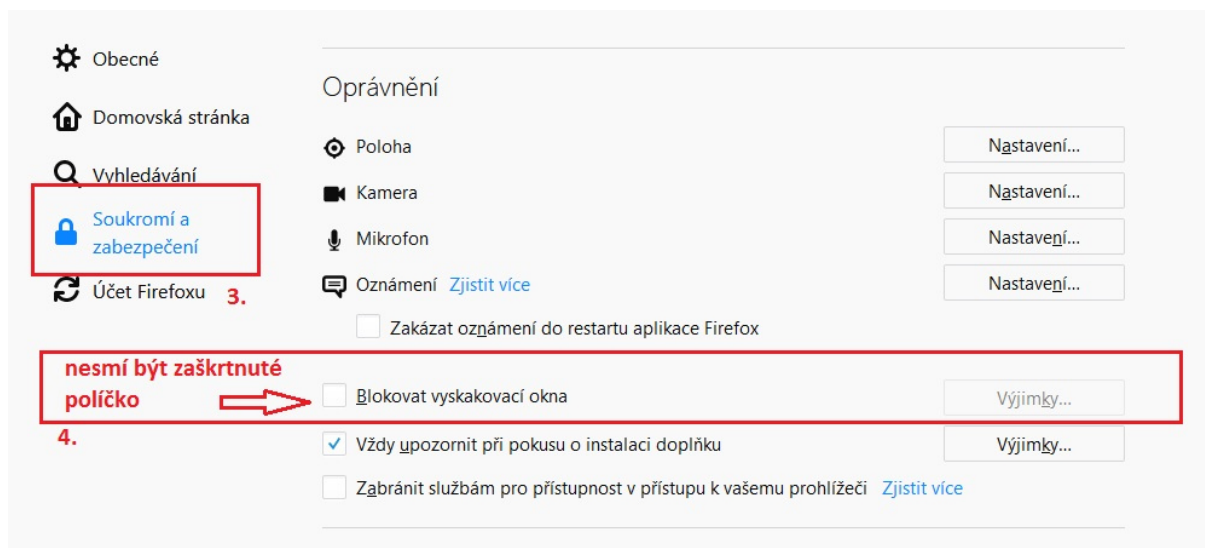 Obecné
Domovská stránka
Vyhledávání
Soukromí a
zabezpečení
Účet Firefoxu
3.
Oprávnění
Poloha
Nastavení...
Kamera
Nastavení...
Mikrofon
Nastavení...
Oznámení Zjistit více
Nastavení...
Zakázat oznámení do restartu aplikace Firefox
nesmí být zaškrtnuté
políčko
4.
Blokovat vyskakovací okna
Výjimky...
Vždy upozornit při pokusu o instalaci doplňku
Výjimky...
Zabránit službám pro přístupnost v přístupu k vašemu prohlížeči Zjistit více